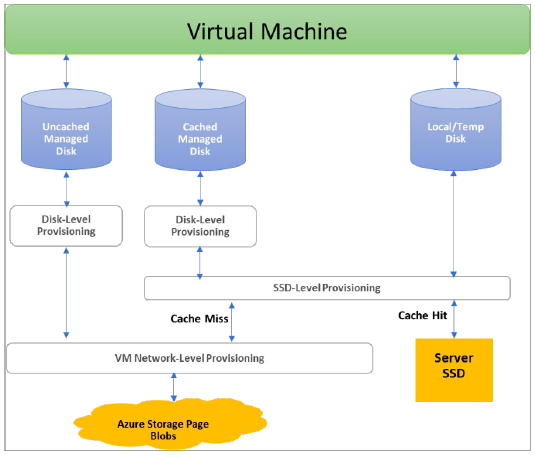 Virtual Machine
Uncached
Managed
Disk
Cached
Managed
Disk
Local/Temp
Disk
Disk-Level
Provisioning
Disk-Level
Provisioning
SSD-Level Provisioning
Cache Miss
Cache Hit
VM Network-Level Provisioning
Server
SSD
Azure Storage Page
Blobs